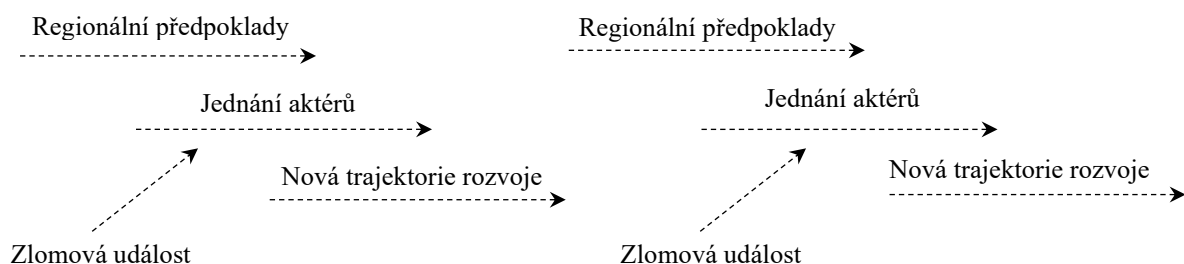 Regionální předpoklady
Jednání aktérů
Nová trajektorie rozvoje
Zlomová událost
Regionální předpoklady
Jednání aktérů
Nová trajektorie rozvoje
Zlomová událost